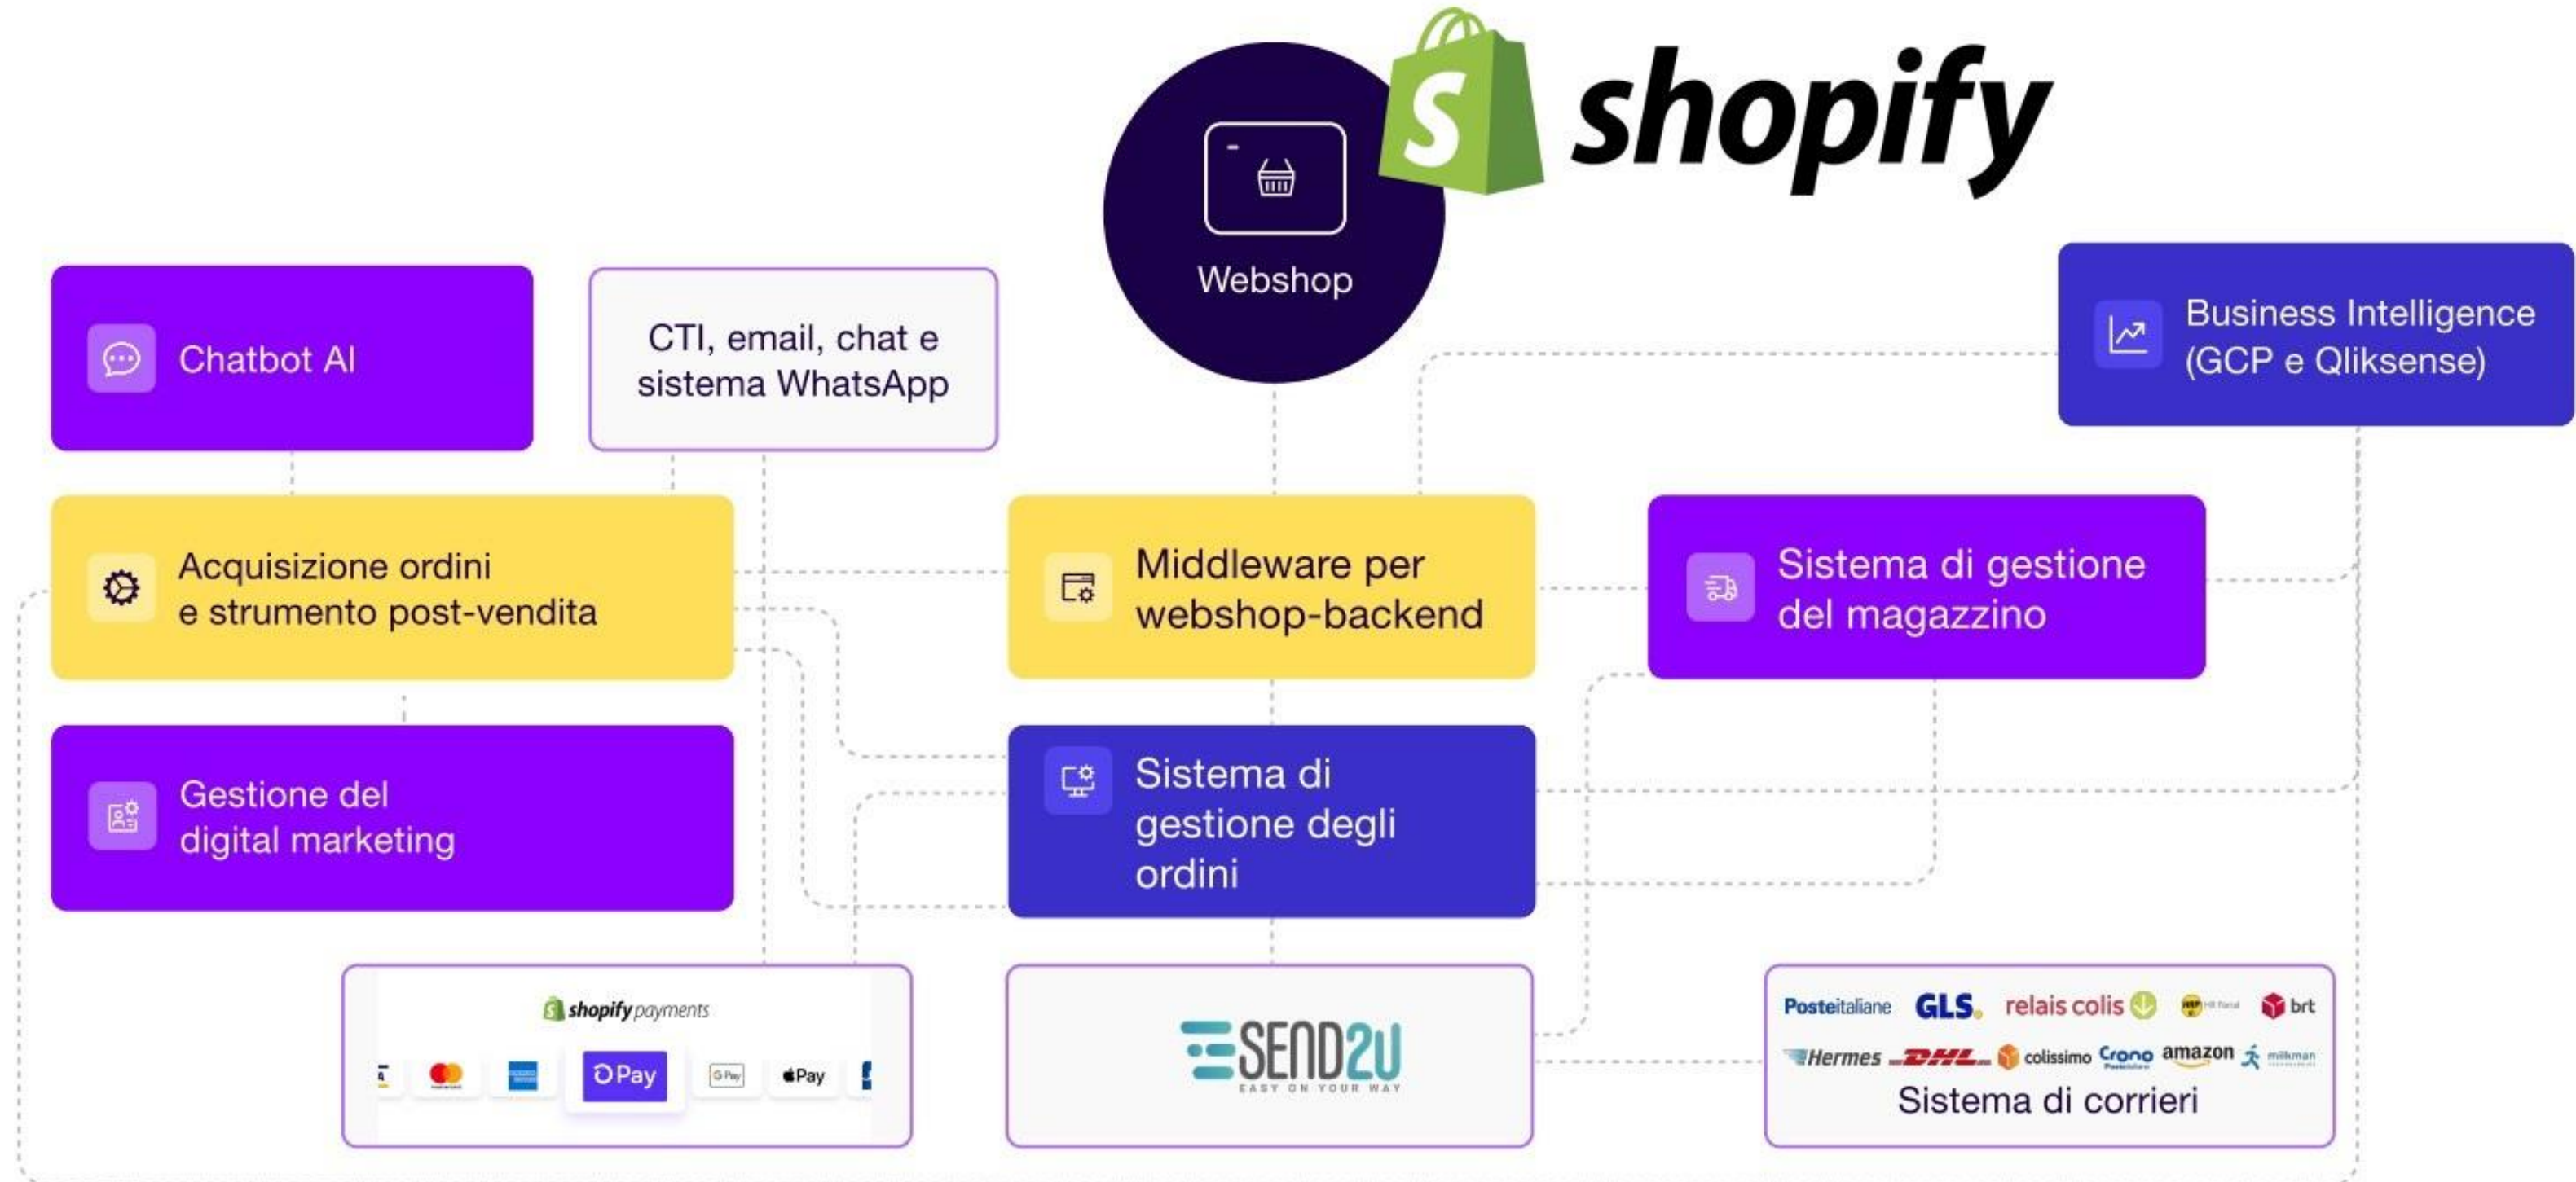 shopify
Webshop
Chatbot AI
CTI, email, chat e
sistema WhatsApp
Business Intelligence
(GCP e Qliksense)
Acquisizione ordini
e strumento post-vendita
Middleware per
webshop-backend
Sistema di gestione
del magazzino
Gestione del
digital marketing
Sistema di
gestione degli
ordini
shopify payments
Pay
G Pay
Pay
SEND2U
EASY ON YOUR WAY
Posteitaliane GLS. relais colis brt
Hermes DHL colissimo Crono amazon milkman
Sistema di corrieri